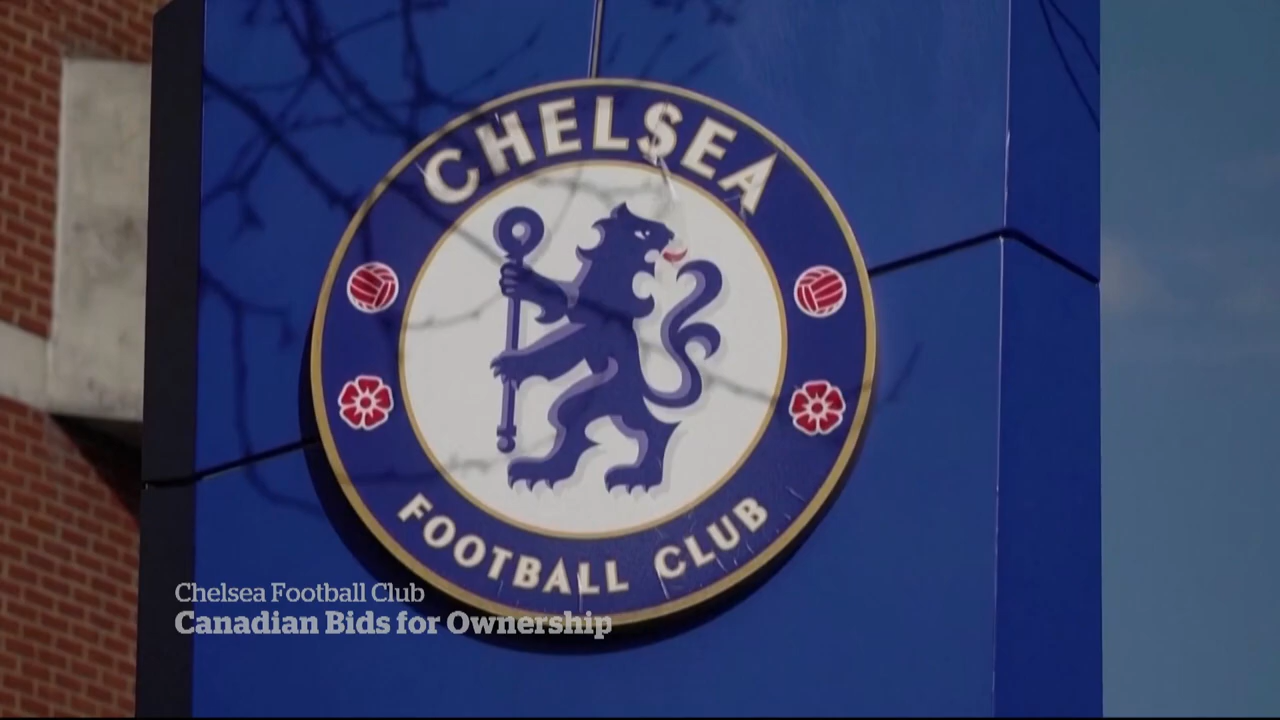 CHELSEA
FOOTBALL CLUB
Chelsea Football Club
Canadian Bids for Ownership